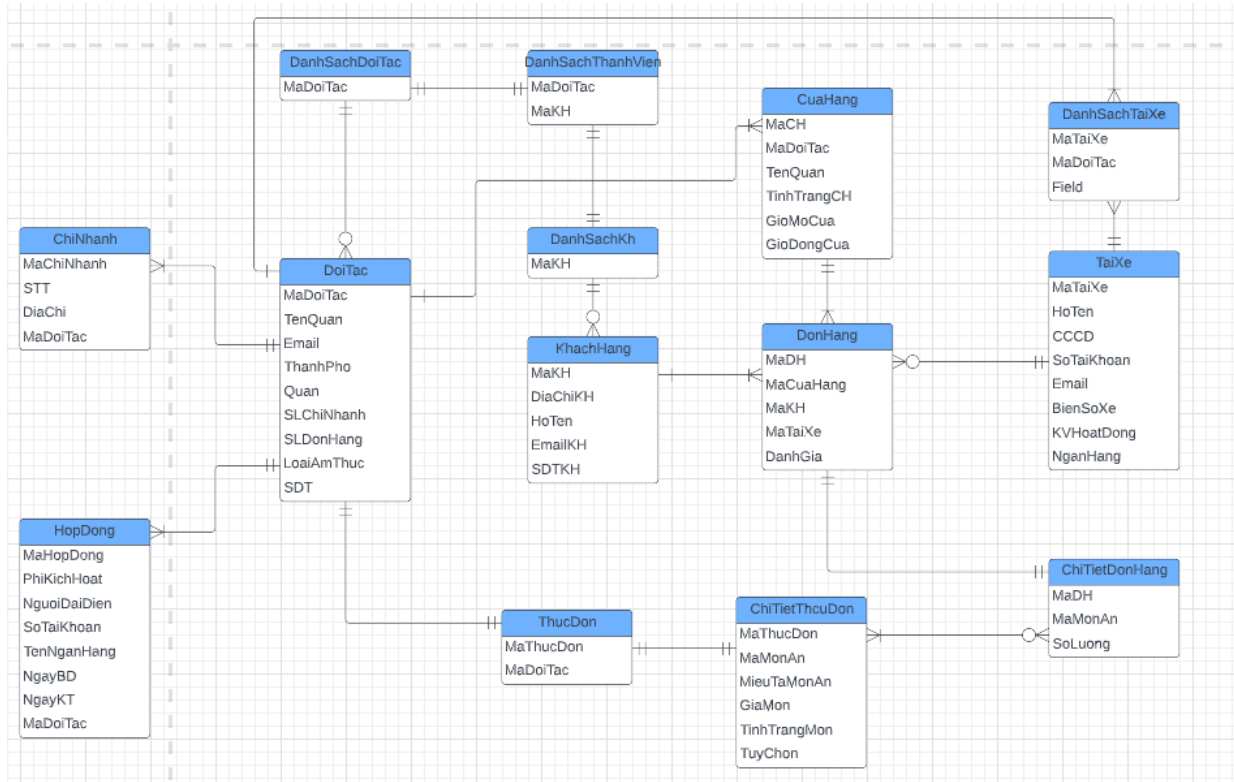 DanhSachDoiTac
MaDoiTac
DanhSachThanhVien
MaDoiTac
MaKH
CuaHang
MaCH
MaDoiTac
TenQuan
TinhTrangCH
GioMoCua
GioDongCua
DanhSachTaiXe
MaTaiXe
MaDoiTac
Field
ChiNhanh
MaChiNhanh
STT
DiaChi
MaDoiTac
DoiTac
MaDoiTac
TenQuan
Email
ThanhPho
Quan
SLChiNhanh
SLDonHang
LoaiAmThuc
SDT
DanhSachKh
MaKH
KhachHang
MaKH
DiaChiKH
HoTen
EmailKH
SDTKH
DonHang
MaDH
MaCuaHang
MaKH
MaTaiXe
DanhGia
TaiXe
MaTaiXe
HoTen
CCCD
SoTaiKhoan
Email
BienSoXe
KVHoatDong
NganHang
HopDong
MaHopDong
PhiKichHoat
NguoiDaiDien
SoTaiKhoan
TenNganHang
NgayBD
NgayKT
MaDoiTac
ThucDon
MaThucDon
MaDoiTac
ChiTietThcuDon
MaThucDon
MaMonAn
MieuTaMonAn
GiaMon
TinhTrangMon
TuyChon
ChiTietDonHang
MaDH
MaMonAn
SoLuong